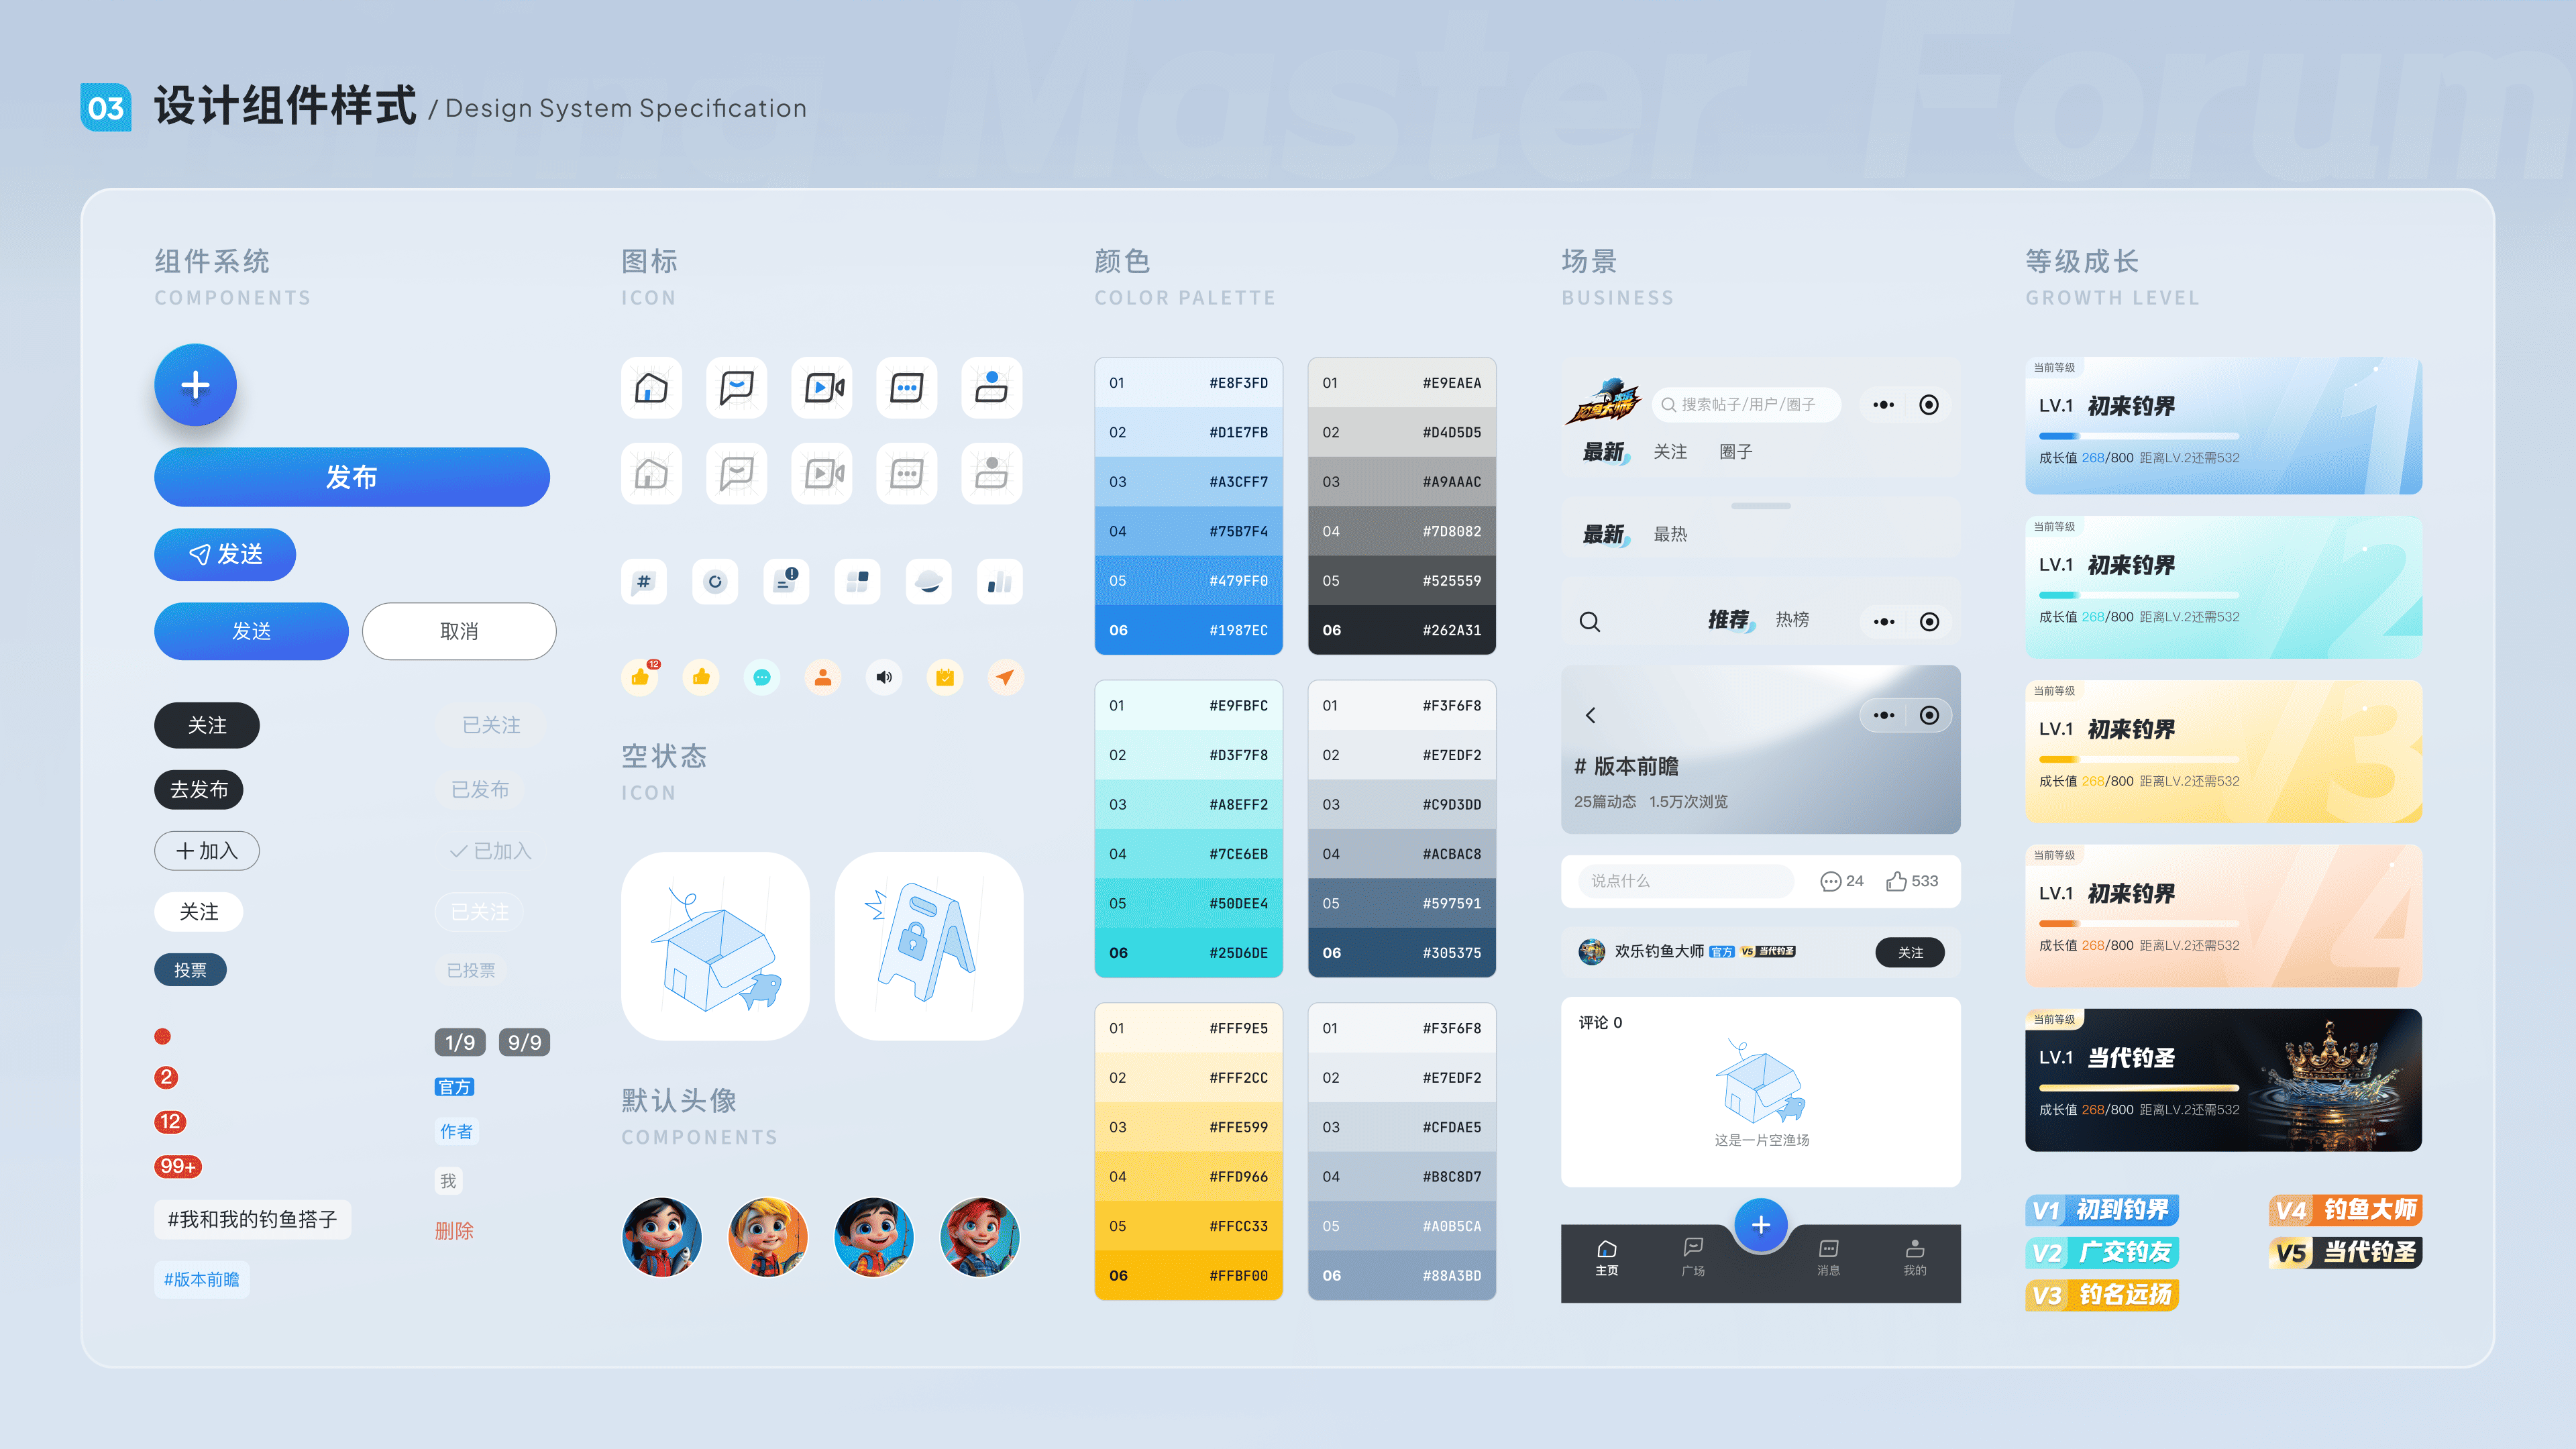 Master Forum
03
设计组件样式 / Design System Specification
组件系统
COMPONENTS
发布
发送
发送
取消
关注
已关注
去发布
已发布
加入
已加入
关注
已关注
投票
已投票
1/9
9/9
2
官方
12
作者
99+
我
#我和我的钓鱼搭子
删除
#版本前瞻
图标
ICON
#
12
空状态
ICON
默认头像
COMPONENTS
颜色
COLOR PALETTE
01 #E8F3FD
02 #D1E7FB
03 #A3CFF7
04 #75B7F4
05 #479FF0
06 #1987EC
01 #E9EAEA
02 #D4D5D5
03 #A9AAAC
04 #7D8082
05 #525559
06 #262A31
01 #E9FBFC
02 #D3F7F8
03 #A8EFF2
04 #7CE6EB
05 #50DEE4
06 #25D6DE
01 #F3F6F8
02 #E7EDF2
03 #C9D3DD
04 #ACBAC8
05 #597591
06 #305375
01 #FFF9E5
02 #FFF2CC
03 #FFE599
04 #FFD966
05 #FFCC33
06 #FFBF00
01 #F3F6F8
02 #E7EDF2
03 #CFDAE5
04 #B8C8D7
05 #A0B5CA
06 #88A3BD
场景
BUSINESS
钓鱼大师
搜索帖子/用户/圈子
最新 关注 圈子
最新 最热
推荐 热榜
# 版本前瞻
25篇动态 1.5万次浏览
说点什么
24
533
欢乐钓鱼大师 官方 V5 当代钓圣
关注
评论 0
这是一片空渔场
主页
广场
消息
我的
等级成长
GROWTH LEVEL
当前等级
LV.1 初来钓界
成长值 268/800 距离LV.2还需532
1
当前等级
LV.1 初来钓界
成长值 268/800 距离LV.2还需532
2
当前等级
LV.1 初来钓界
成长值 268/800 距离LV.2还需532
3
当前等级
LV.1 初来钓界
成长值 268/800 距离LV.2还需532
4
当前等级
LV.1 当代钓圣
成长值 268/800 距离LV.2还需532
V1 初到钓界
V4 钓鱼大师
V2 广交钓友
V5 当代钓圣
V3 钓名远扬